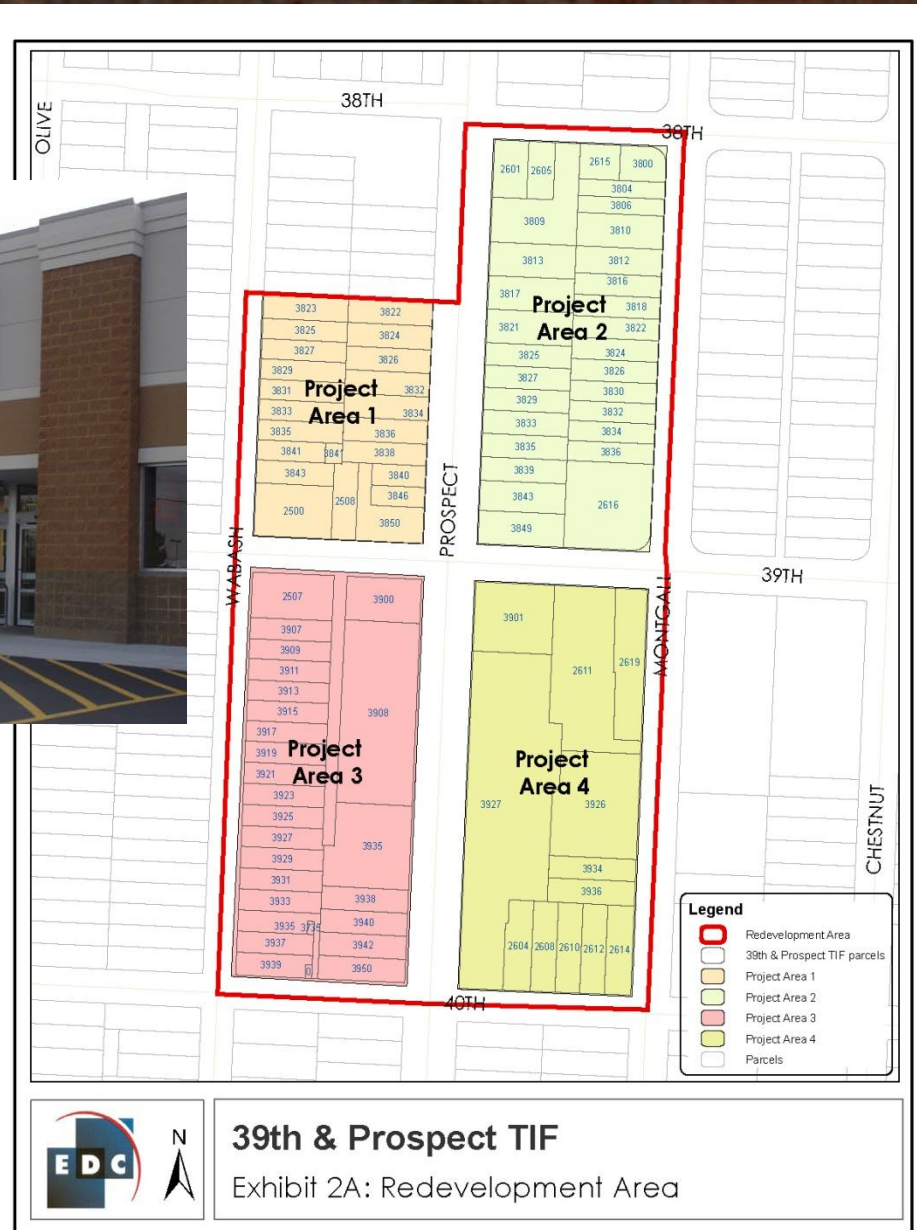 38TH
38TH
OLIVE
2601 2605 2615 3800
3804
3806
3809 3810
3813 3812
3816
3817 3818
Project
Area 2
3821 3822
3825 3824
3827 3826
3829 3830
3832
3833 3834
3835 3836
3839
3843 2616
3849
3823 3822
3825 3824
3827 3826
3829
3831 3832
Project
Area 1
3833 3834
3835 3836
3841 3841 3838
3843 3840
3846
2500 2508 3850
PROSPECT
WABASH
39TH
MONTGALL
2507 3900
3907
3909
3911
3913
3915 3908
3917
3919
3921
Project
Area 3
3923
3925
3927 3935
3929
3931
3933 3938
3935 3735 3940
3937 3942
3939 0 3950
3901 2611 2619
Project
Area 4
3927 3926
3934
3936
2604 2608 2610 2612 2614
40TH
CHESTNUT
Legend
Redevelopment Area
39th & Prospect TIF parcels
Project Area 1
Project Area 2
Project Area 3
Project Area 4
Parcels
EDC
N
39th & Prospect TIF
Exhibit 2A: Redevelopment Area